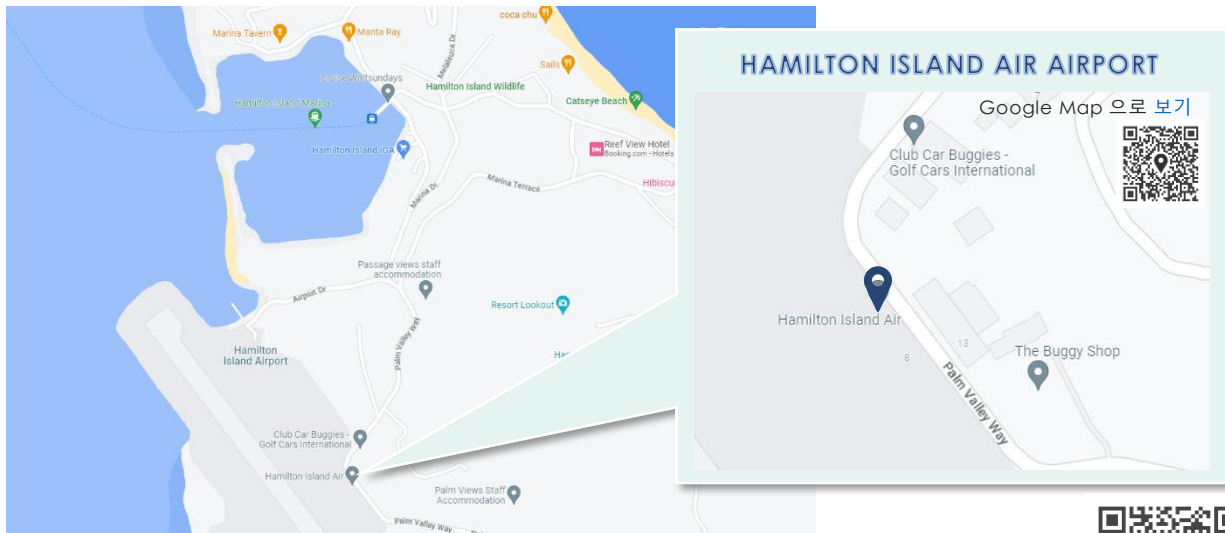 coca chu
Marina Tavern
Manta Ray
Melaleuca Dr
Sails
Cruise Whitsundays
Hamilton Island Wildlife
Hamilton Island Marina
Catseye Beach
Hamilton Island IGA
Reef View Hotel
Booking.com - Hotels
Marina Terrace
Marina Dr
Passage views staff
accommodation
Airport Dr
Resort Lookout
Hamilton
Island Airport
Palm Valley Way
Club Car Buggies -
Golf Cars International
Hamilton Island Air
Palm Views Staff
Accommodation
Palm Valley Way
HAMILTON ISLAND AIR AIRPORT
Google Map 으로 보기
Club Car Buggies -
Golf Cars International
Hamilton Island Air
13
8
The Buggy Shop
Palm Valley Way